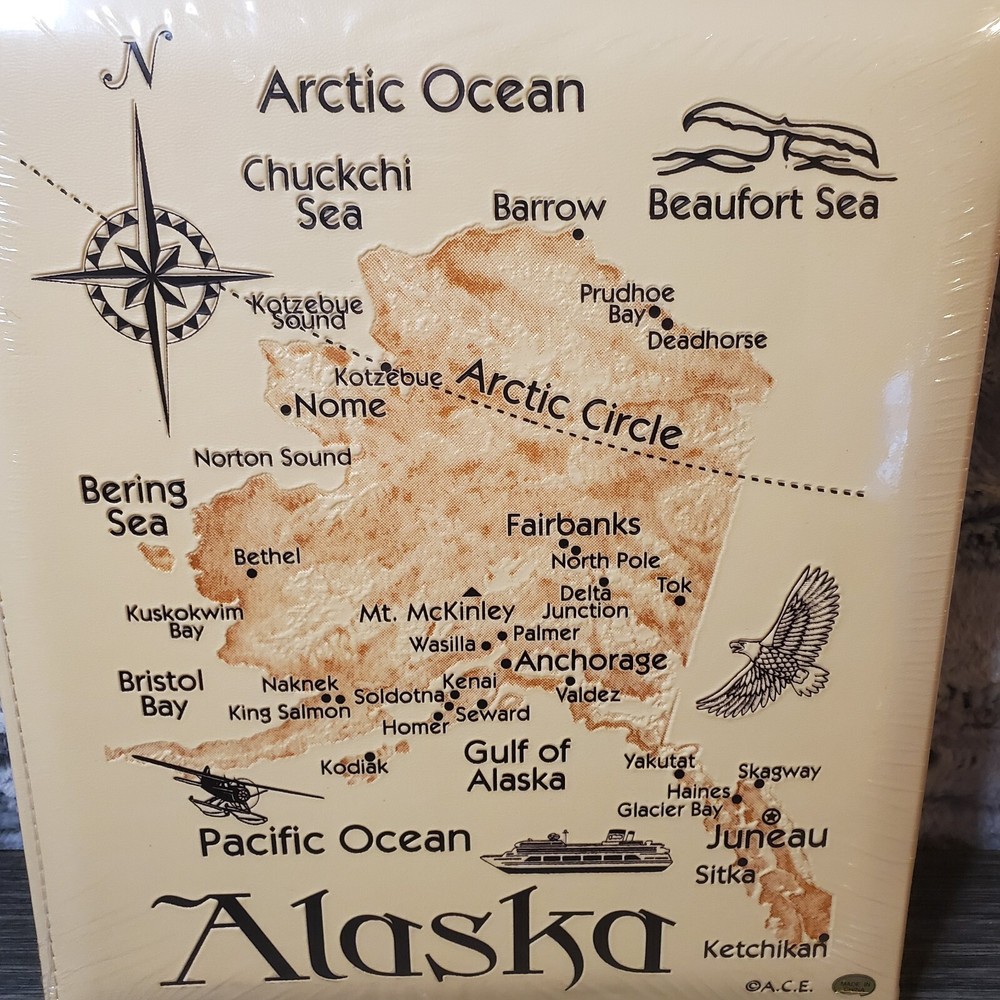 N
Arctic Ocean
Chuckchi
Sea
Beaufort Sea
Barrow
Prudhoe
Bay
Deadhorse
Kotzebue
Sound
Kotzebue
Arctic Circle
Nome
Norton Sound
Bering
Sea
Fairbanks
North Pole
Bethel
Delta
Junction
Tok
Mt. McKinley
Kuskokwim
Bay
Palmer
Wasilla
Anchorage
Bristol
Bay
Naknek
King Salmon
Kenai
Soldotna
Valdez
Seward
Homer
Gulf of
Alaska
Kodiak
Yakutat
Skagway
Haines
Glacier Bay
Juneau
Pacific Ocean
Sitka
Alaska
Ketchikan
©A.C.E.
MADE IN
CHINA